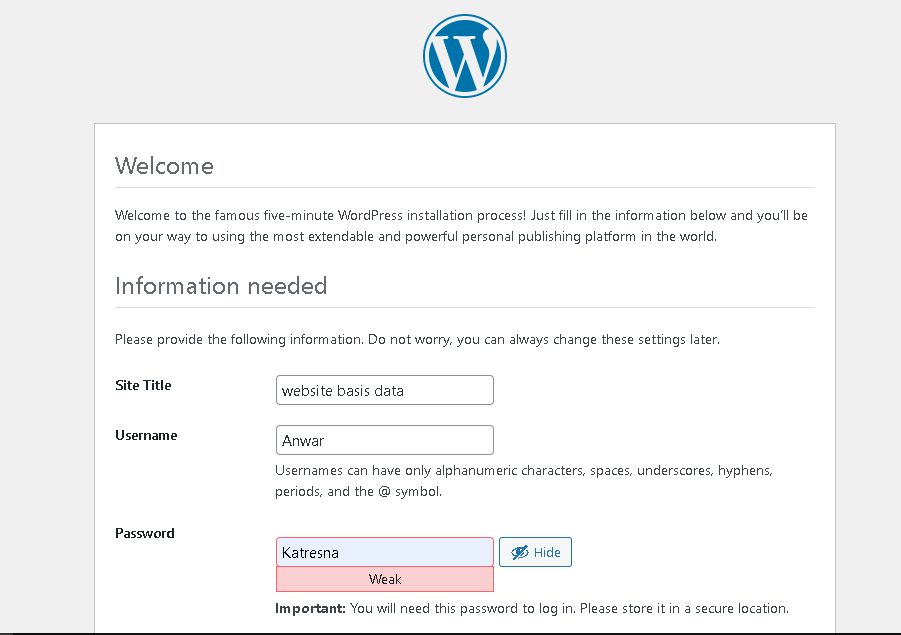 Welcome
Welcome to the famous five-minute WordPress installation process! Just fill in the information below and you’ll be
on your way to using the most extendable and powerful personal publishing platform in the world.
Information needed
Please provide the following information. Do not worry, you can always change these settings later.
Site Title
website basis data
Username
Anwar
Usernames can have only alphanumeric characters, spaces, underscores, hyphens,
periods, and the @ symbol.
Password
Katresna
Hide
Weak
Important: You will need this password to log in. Please store it in a secure location.